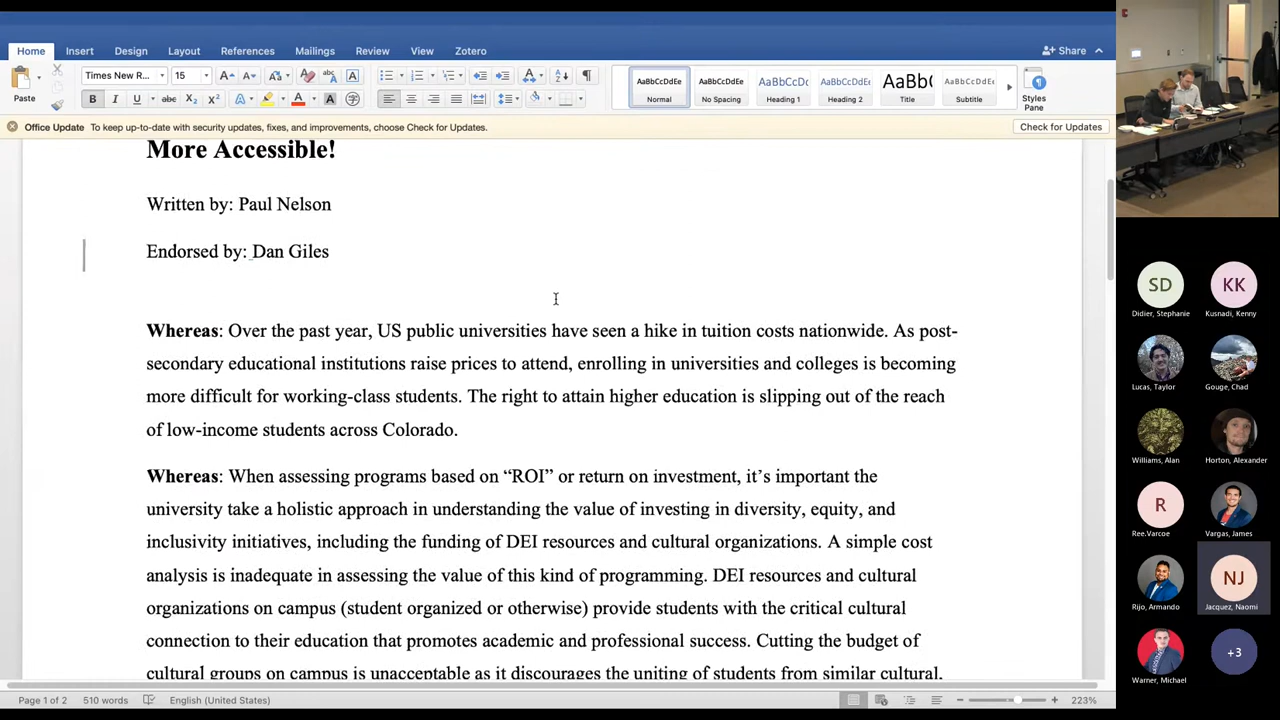 Home Insert Design Layout References Mailings Review View Zotero Share
Paste Times New R... 15 AaBbCcDdEe AaBbCcDdEe AaBbCcDc AaBbCcDdEe AaBb( AaBbCcDdEe
Normal No Spacing Heading 1 Heading 2 Title Subtitle Styles Pane
Office Update To keep up-to-date with security updates, fixes, and improvements, choose Check for Updates. Check for Updates
More Accessible!
Written by: Paul Nelson
Endorsed by: Dan Giles
Whereas: Over the past year, US public universities have seen a hike in tuition costs nationwide. As post-
secondary educational institutions raise prices to attend, enrolling in universities and colleges is becoming
more difficult for working-class students. The right to attain higher education is slipping out of the reach
of low-income students across Colorado.
Whereas: When assessing programs based on “ROI” or return on investment, it’s important the
university take a holistic approach in understanding the value of investing in diversity, equity, and
inclusivity initiatives, including the funding of DEI resources and cultural organizations. A simple cost
analysis is inadequate in assessing the value of this kind of programming. DEI resources and cultural
organizations on campus (student organized or otherwise) provide students with the critical cultural
connection to their education that promotes academic and professional success. Cutting the budget of
cultural groups on campus is unacceptable as it discourages the uniting of students from similar cultural,
Page 1 of 2 510 words English (United States) 223%
SD KK
Didier, Stephanie Kusnadi, Kenny
Lucas, Taylor Gouge, Chad
Williams, Alan Horton, Alexander
R
Ree.Varcoe Vargas, James
NJ
Rijo, Armando Jacquez, Naomi
+3
Warner, Michael